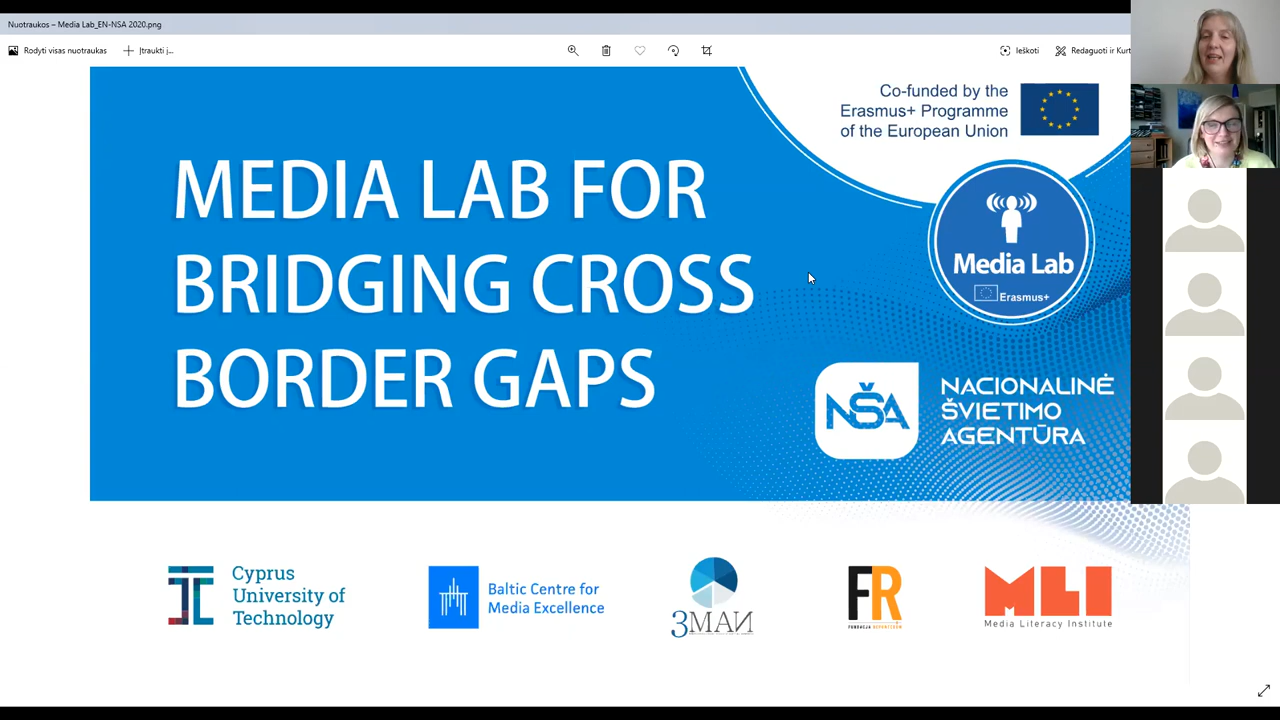 Nuotraukos – Media Lab_EN-NSA 2020.png
Rodyti visas nuotraukas
Įtraukti į...
Ieškoti
Redaguoti ir Kurt
Co-funded by the
Erasmus+ Programme
of the European Union
MEDIA LAB FOR
BRIDGING CROSS
BORDER GAPS
Media Lab
Erasmus+
NŠA
NACIONALINĖ
ŠVIETIMO
AGENTŪRA
Cyprus
University of
Technology
Baltic Centre for
Media Excellence
ЗМАИ
FR
FUNDACJA REPORTERÓW
MLI
Media Literacy Institute